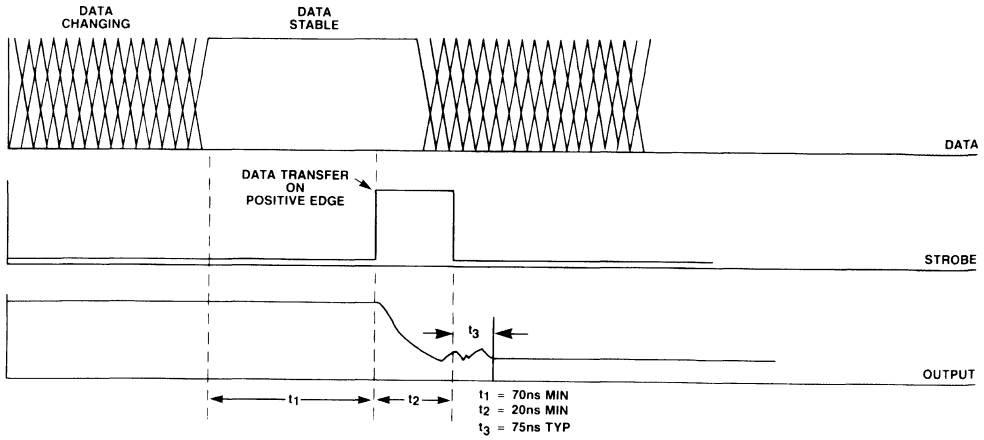 DATA
CHANGING
DATA
STABLE
DATA
DATA TRANSFER
ON
POSITIVE EDGE
STROBE
t3
OUTPUT
t1
t2
t1 = 70ns MIN
t2 = 20ns MIN
t3 = 75ns TYP